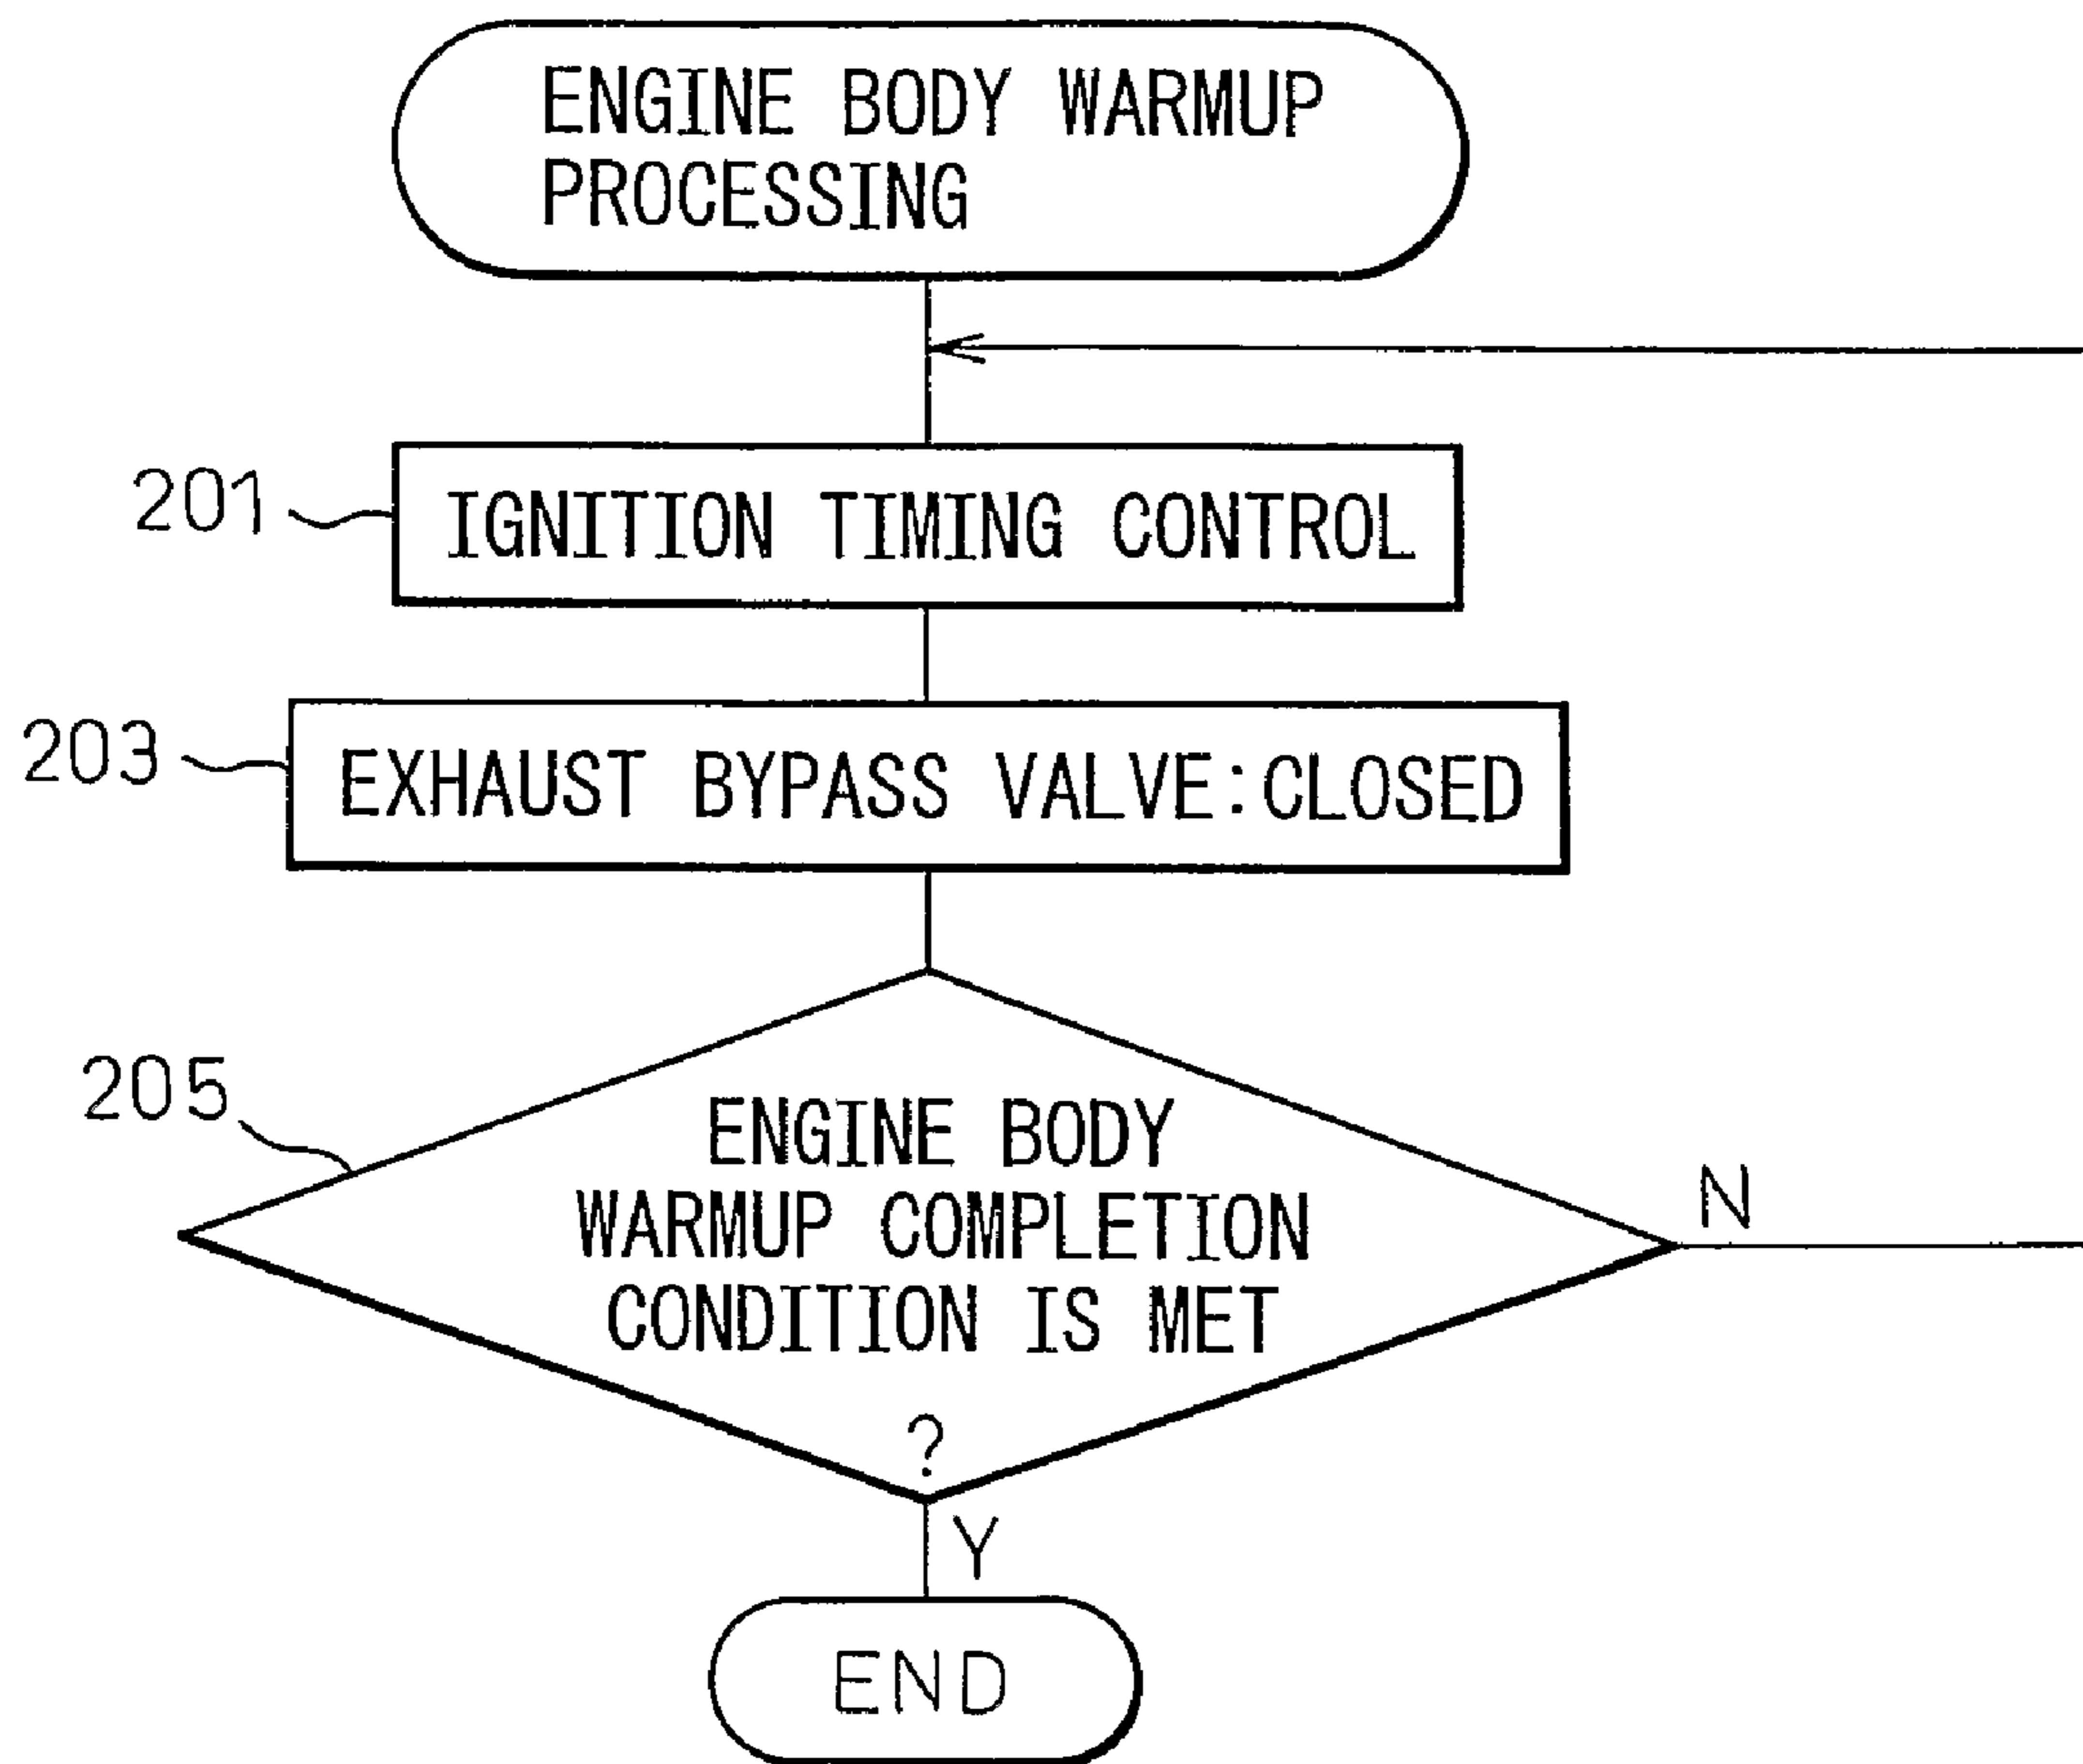 ENGINE BODY WARMUP
PROCESSING
201
IGNITION TIMING CONTROL
203
EXHAUST BYPASS VALVE:CLOSED
205
ENGINE BODY
WARMUP COMPLETION
CONDITION IS MET
?
N
Y
END